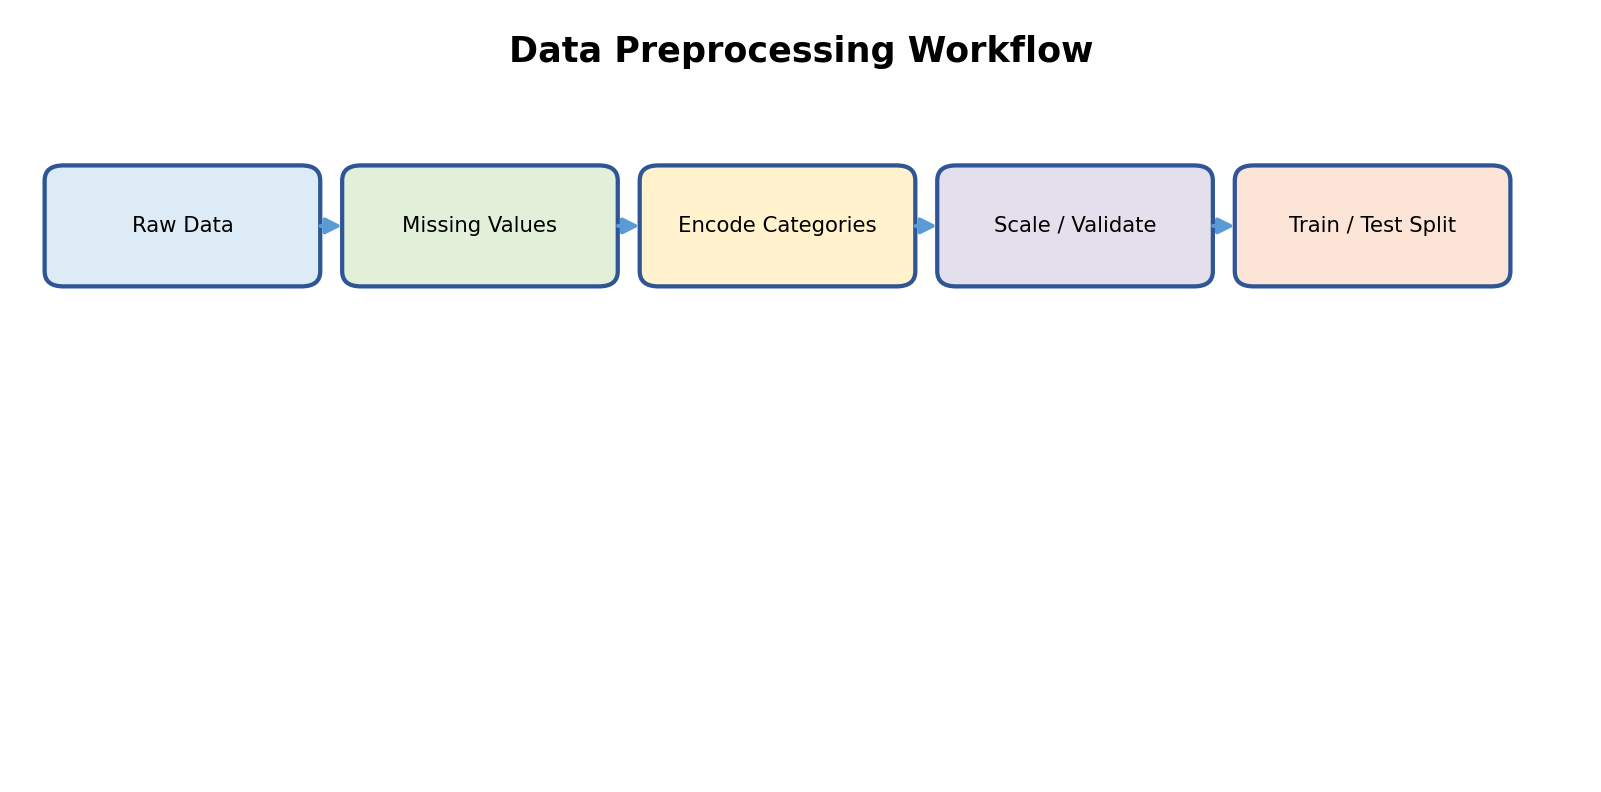 Data Preprocessing Workflow
Raw Data
Missing Values
Encode Categories
Scale / Validate
Train / Test Split